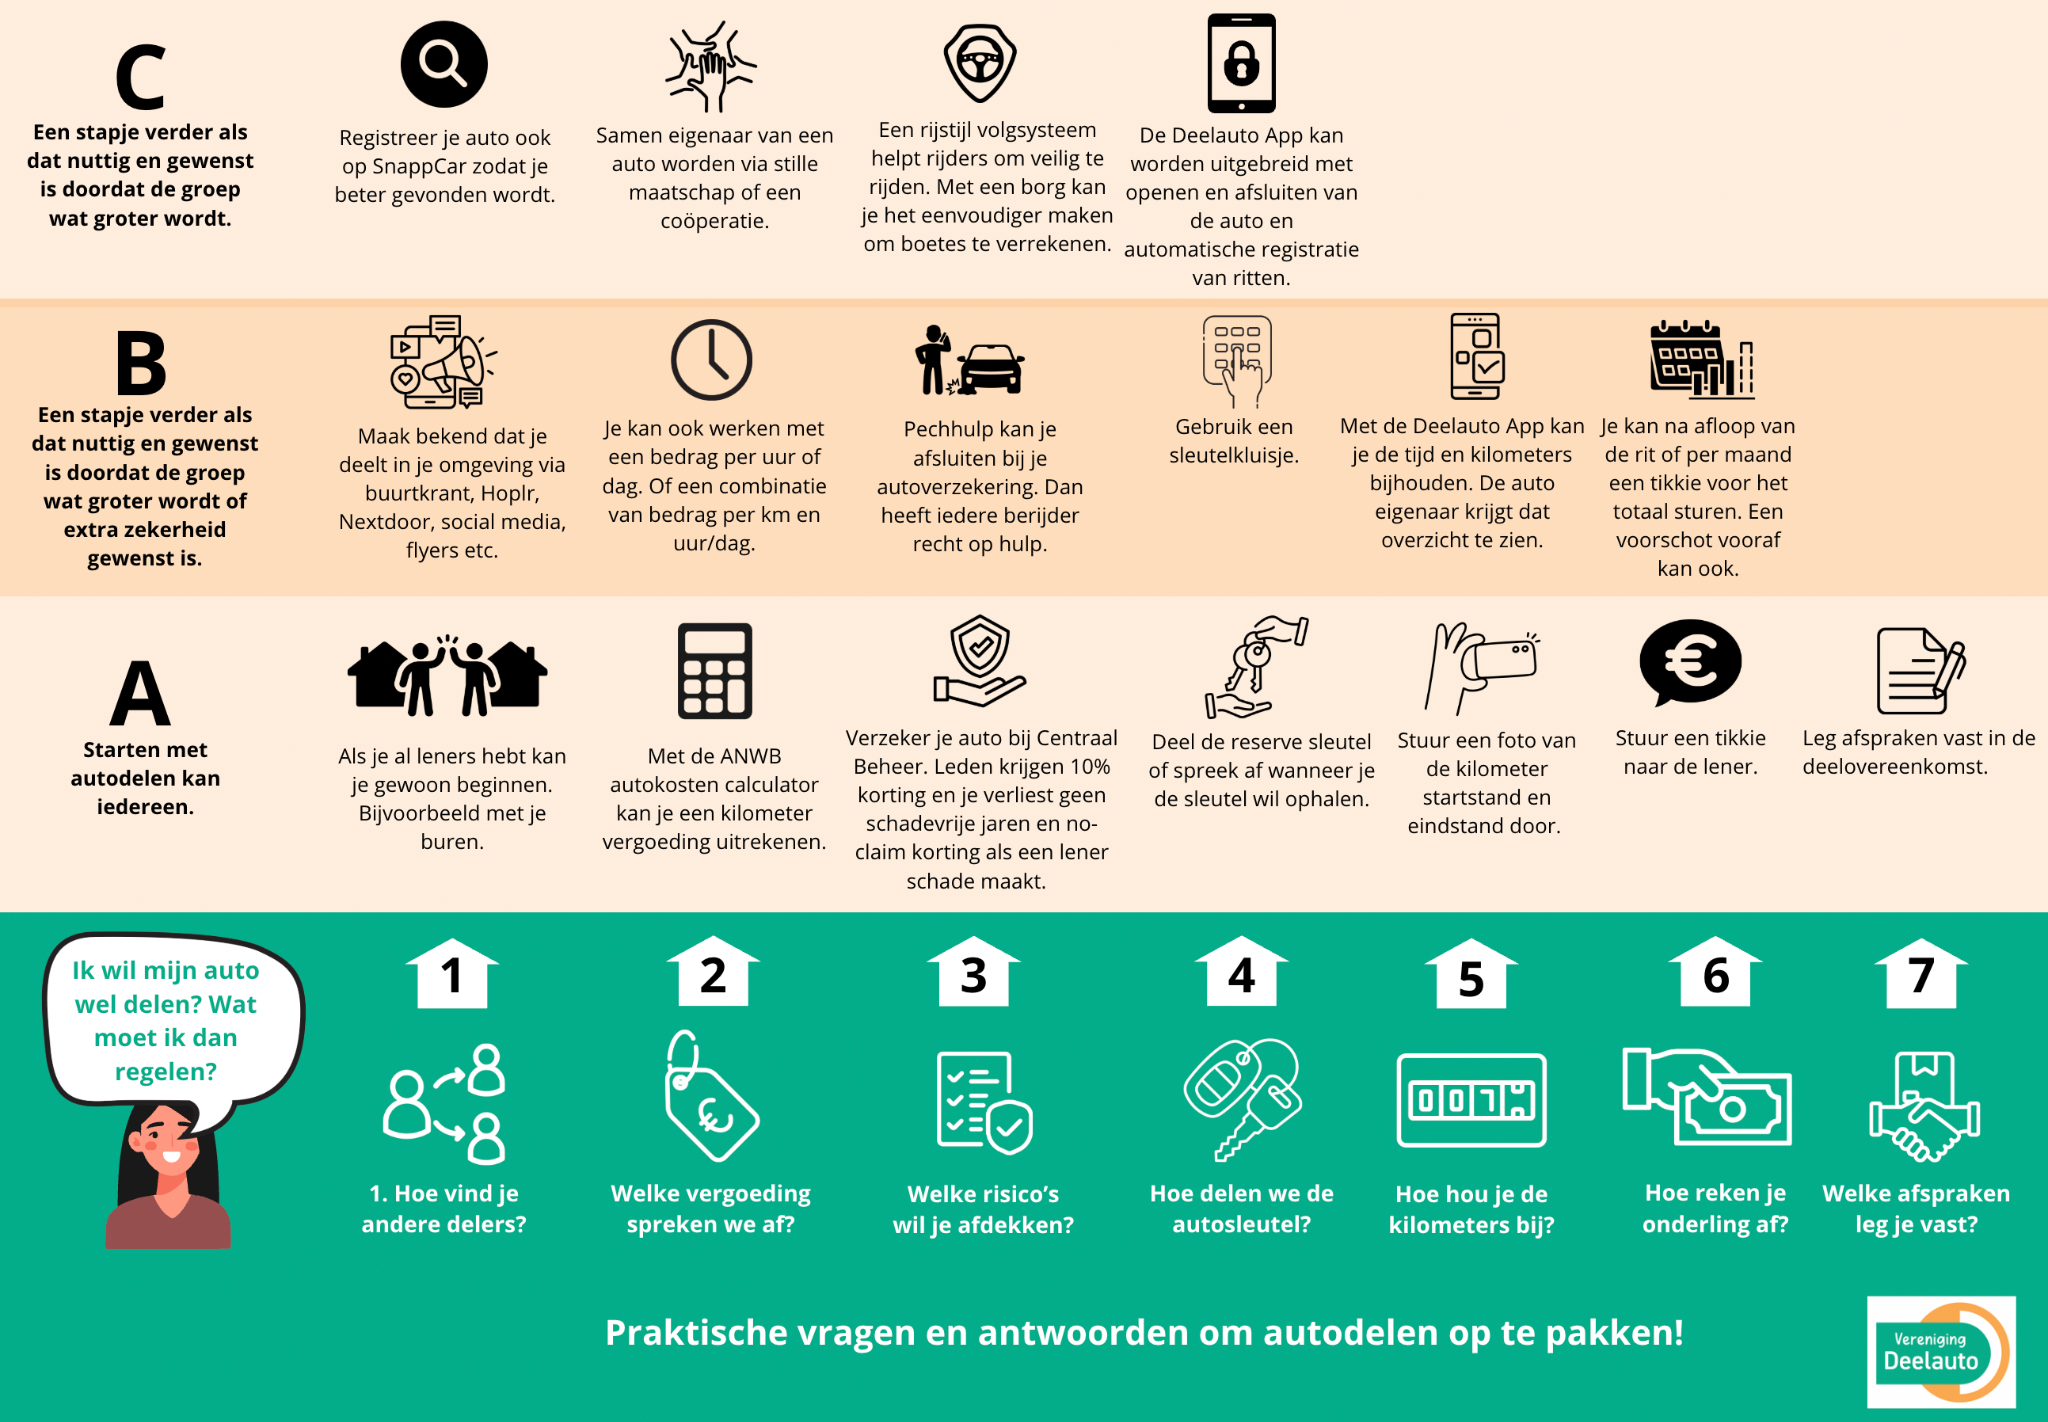 C
Een stapje verder als
dat nuttig en gewenst
is doordat de groep
wat groter wordt.
Registreer je auto ook
op SnappCar zodat je
beter gevonden wordt.
Samen eigenaar van een
auto worden via stille
maatschap of een
coöperatie.
Een rijstijl volgsysteem
helpt rijders om veilig te
rijden. Met een borg kan
je het eenvoudiger maken
om boetes te verrekenen.
De Deelauto App kan
worden uitgebreid met
openen en afsluiten van
de auto en
automatische registratie
van ritten.
B
Een stapje verder als
dat nuttig en gewenst
is doordat de groep
wat groter wordt of
extra zekerheid
gewenst is.
Maak bekend dat je
deelt in je omgeving via
buurtkrant, Hoplr,
Nextdoor, social media,
flyers etc.
Je kan ook werken met
een bedrag per uur of
dag. Of een combinatie
van bedrag per km en
uur/dag.
Pechhulp kan je
afsluiten bij je
autoverzekering. Dan
heeft iedere berijder
recht op hulp.
Gebruik een
sleutelkluisje.
Met de Deelauto App kan
je de tijd en kilometers
bijhouden. De auto
eigenaar krijgt dat
overzicht te zien.
Je kan na afloop van
de rit of per maand
een tikkie voor het
totaal sturen. Een
voorschot vooraf
kan ook.
A
Starten met
autodelen kan
iedereen.
Als je al leners hebt kan
je gewoon beginnen.
Bijvoorbeeld met je
buren.
Met de ANWB
autokosten calculator
kan je een kilometer
vergoeding uitrekenen.
Verzeker je auto bij Centraal
Beheer. Leden krijgen 10%
korting en je verliest geen
schadevrije jaren en no-
claim korting als een lener
schade maakt.
Deel de reserve sleutel
of spreek af wanneer je
de sleutel wil ophalen.
Stuur een foto van
de kilometer
startstand en
eindstand door.
€
Stuur een tikkie
naar de lener.
Leg afspraken vast in de
deelovereenkomst.
Ik wil mijn auto
wel delen? Wat
moet ik dan
regelen?
1
1. Hoe vind je
andere delers?
2
€
Welke vergoeding
spreken we af?
3
Welke risico's
wil je afdekken?
4
Hoe delen we de
autosleutel?
5
007
Hoe hou je de
kilometers bij?
6
Hoe reken je
onderling af?
7
Welke afspraken
leg je vast?
Praktische vragen en antwoorden om autodelen op te pakken!
Vereniging
Deelauto